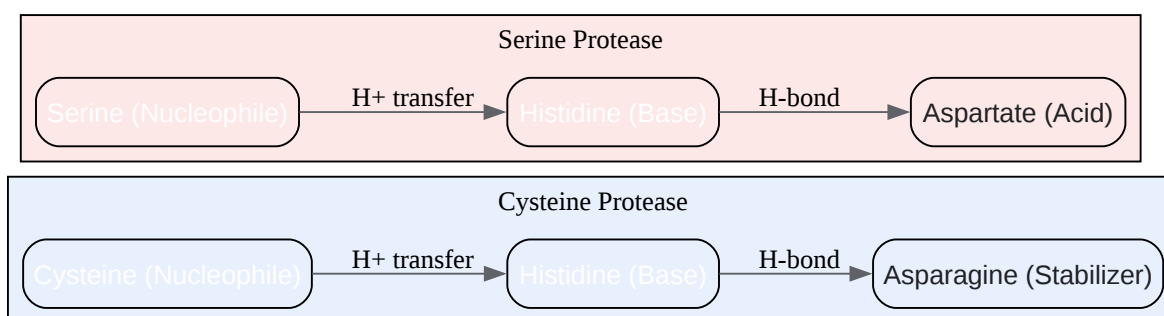 Serine Protease
Serine (Nucleophile) H+ transfer Histidine (Base) H-bond Aspartate (Acid)
Cysteine Protease
Cysteine (Nucleophile) H+ transfer Histidine (Base) H-bond Asparagine (Stabilizer)